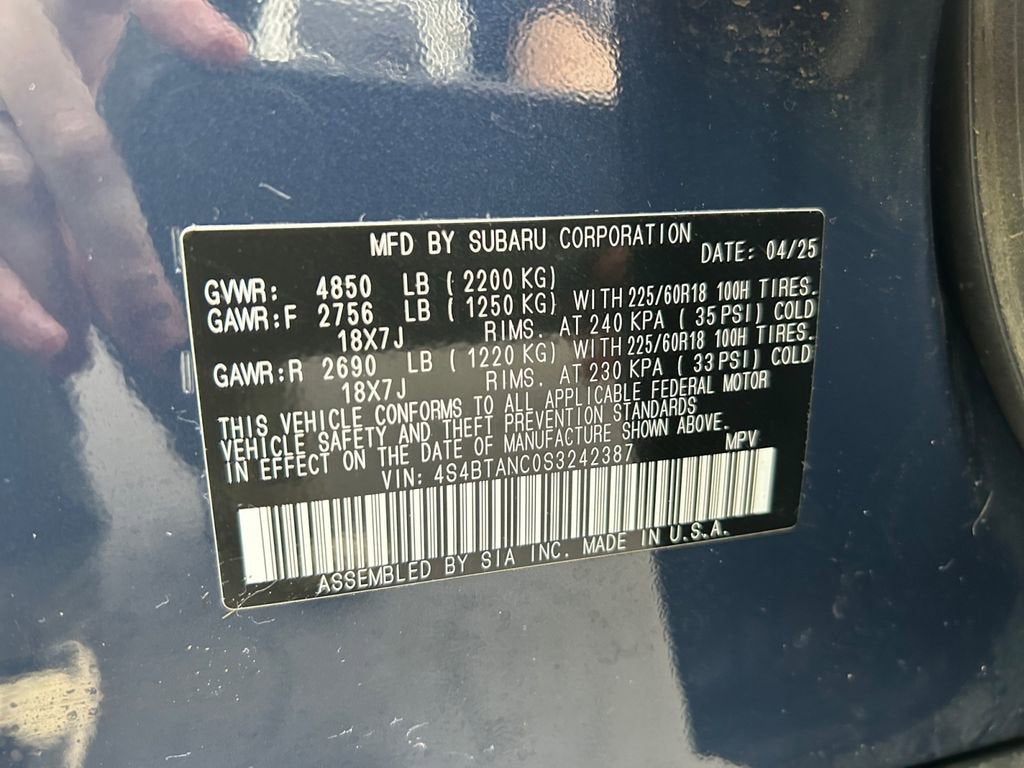 MFD BY SUBARU CORPORATION DATE: 04/25
GVWR: 4850 LB (2200 KG)
GAWR:F 2756 LB (1250 KG) WITH 225/60R18 100H TIRES.
18X7J RIMS. AT 240 KPA (35 PSI) COLD
GAWR:R 2690 LB (1220 KG) WITH 225/60R18 100H TIRES.
18X7J RIMS. AT 230 KPA (33 PSI) COLD
THIS VEHICLE CONFORMS TO ALL APPLICABLE FEDERAL MOTOR
VEHICLE SAFETY AND THEFT PREVENTION STANDARDS
IN EFFECT ON THE DATE OF MANUFACTURE SHOWN ABOVE.
VIN: 4S4BTANC0S3242387 MPV
ASSEMBLED BY SIA INC. MADE IN U.S.A.